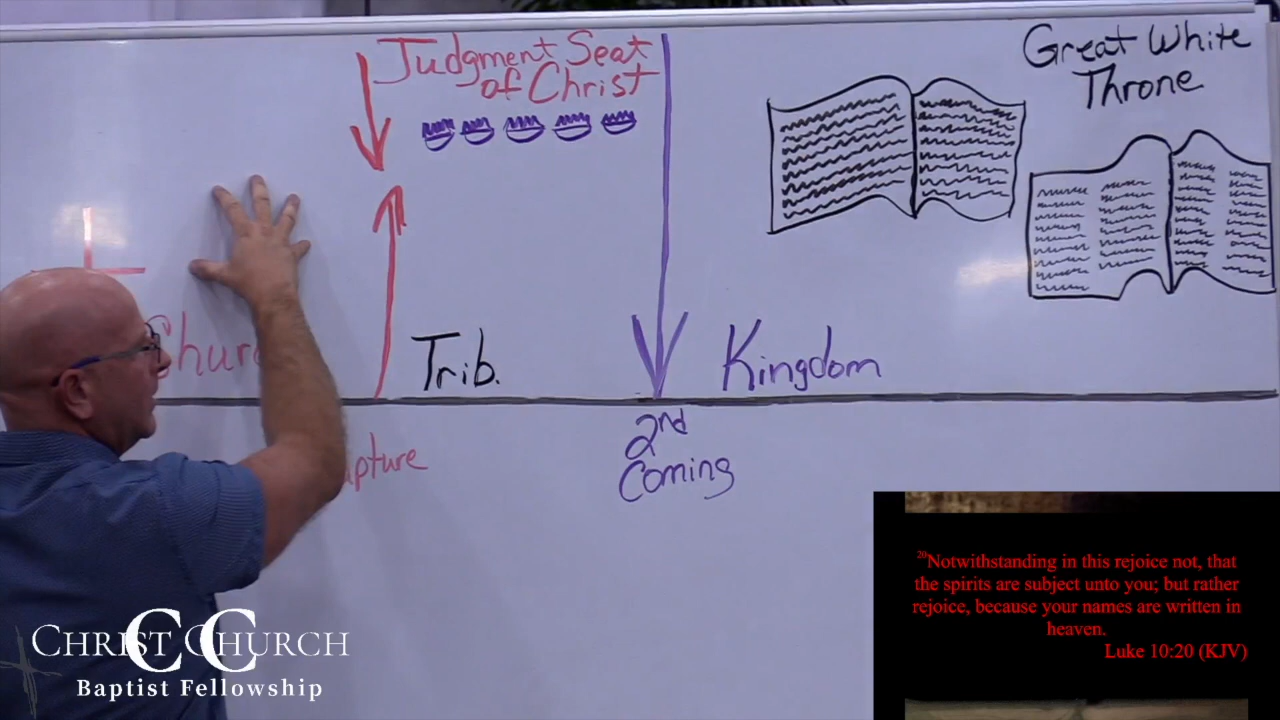 Judgment Seat
of Christ
Great White
Throne
Trib.
Kingdom
2nd
Coming
CHRIST CHURCH
Baptist Fellowship
20Notwithstanding in this rejoice not, that
the spirits are subject unto you; but rather
rejoice, because your names are written in
heaven.
Luke 10:20 (KJV)